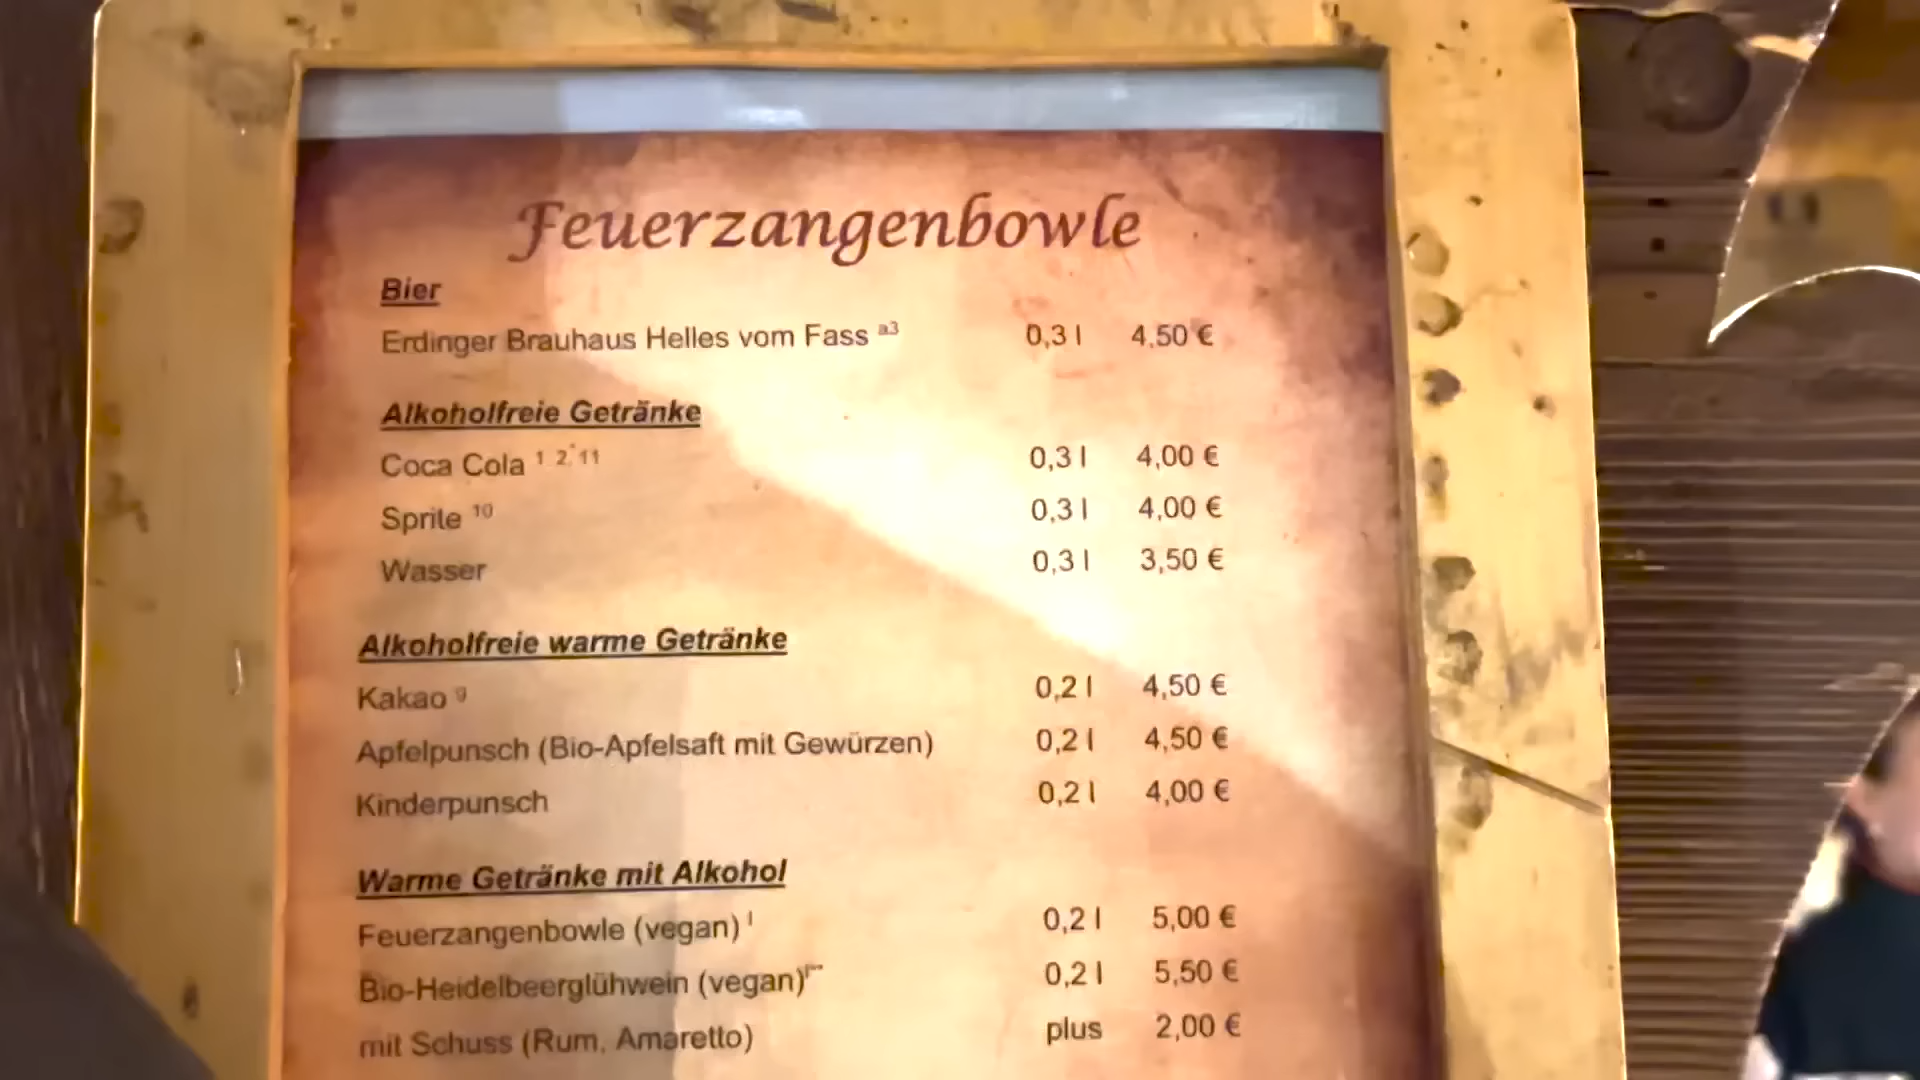 Feuerzangenbowle
Bier
Erdinger Brauhaus Helles vom Fass a3 0,3 l 4,50 €
Alkoholfreie Getränke
Coca Cola 1, 2, 11 0,3 l 4,00 €
Sprite 10 0,3 l 4,00 €
Wasser 0,3 l 3,50 €
Alkoholfreie warme Getränke
Kakao g 0,2 l 4,50 €
Apfelpunsch (Bio-Apfelsaft mit Gewürzen) 0,2 l 4,50 €
Kinderpunsch 0,2 l 4,00 €
Warme Getränke mit Alkohol
Feuerzangenbowle (vegan) l 0,2 l 5,00 €
Bio-Heidelbeerglühwein (vegan) 0,2 l 5,50 €
mit Schuss (Rum, Amaretto) plus 2,00 €